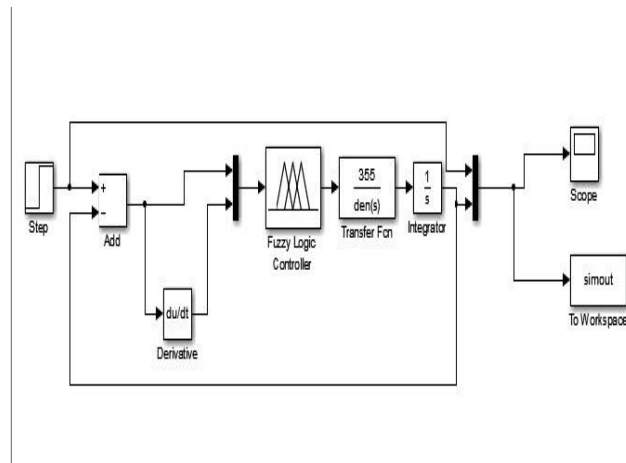 Step
+
−
Add
du/dt
Derivative
Fuzzy Logic
Controller
355
den(s)
Transfer Fcn
1
s
Integrator
Scope
simout
To Workspace